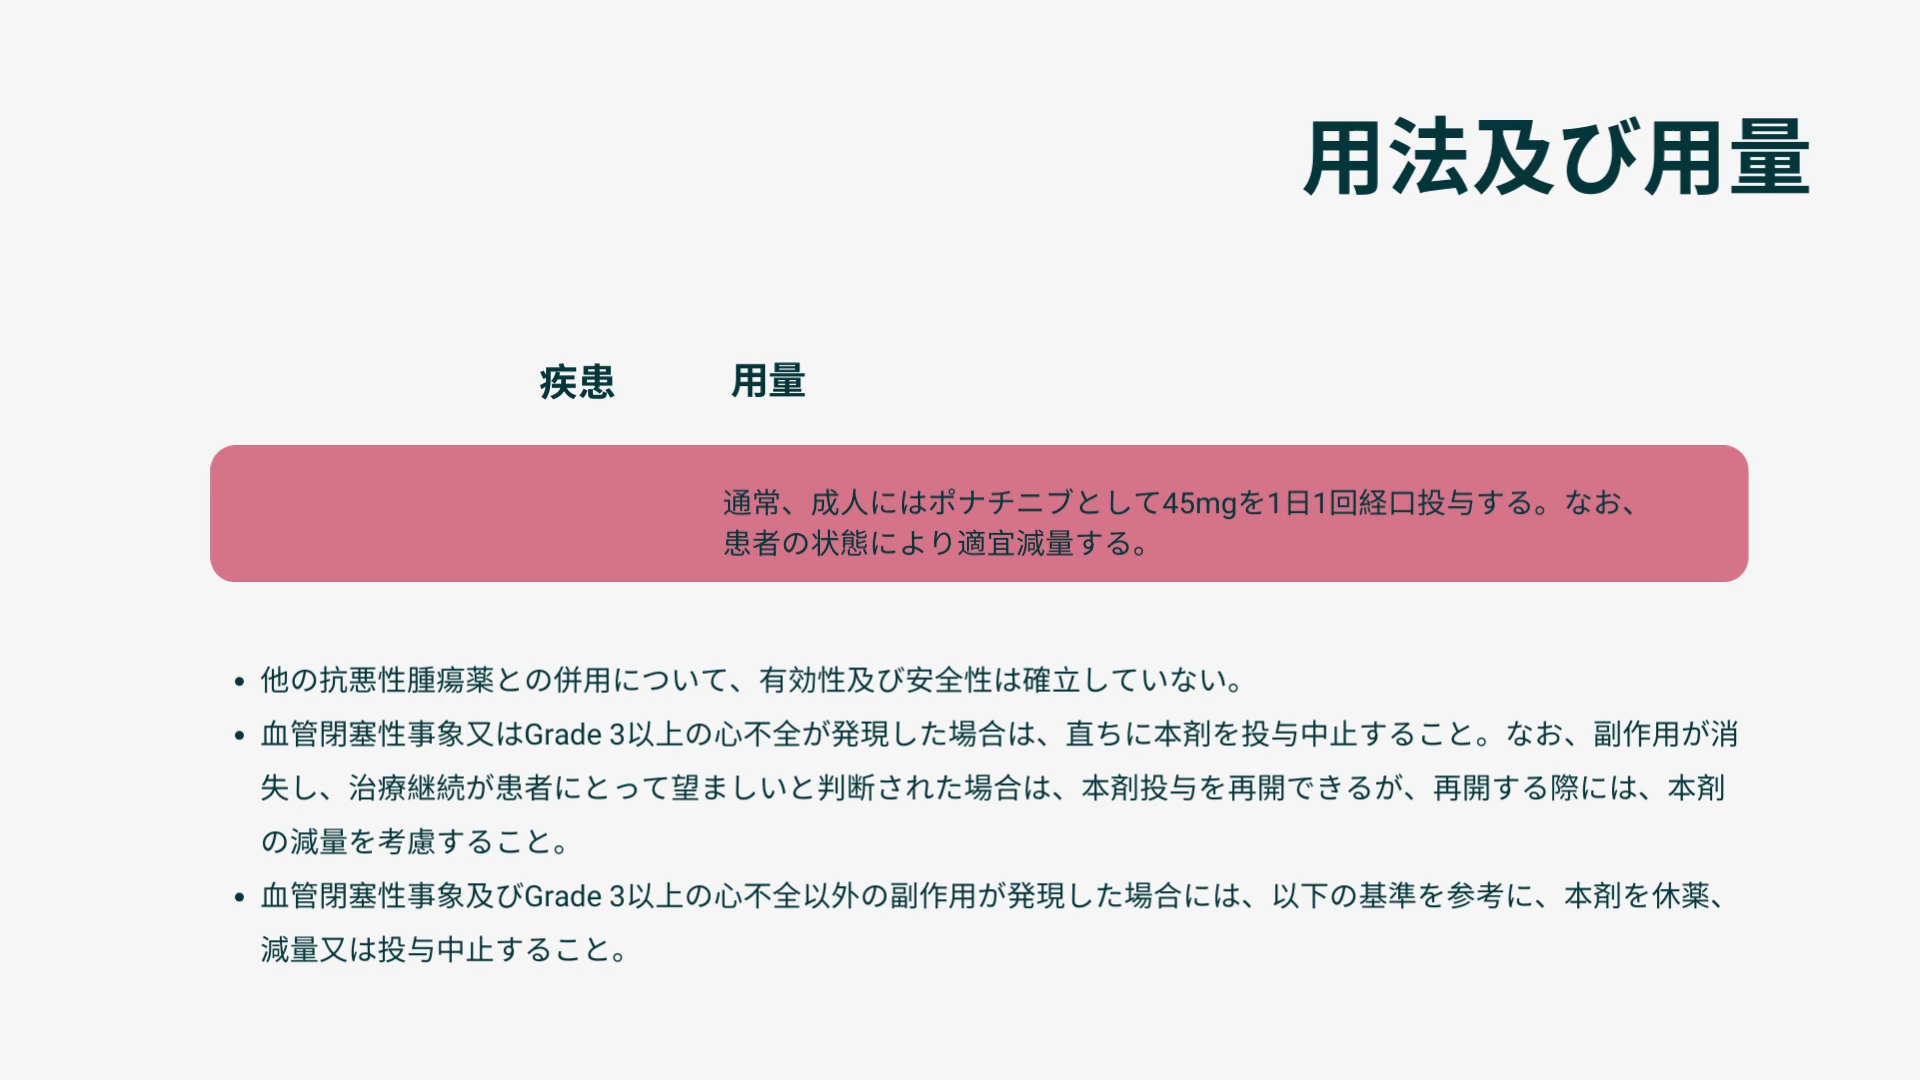 用法及び用量
疾患
用量
通常、成人にはポナチニブとして45mgを1日1回経口投与する。なお、
患者の状態により適宜減量する。
• 他の抗悪性腫瘍薬との併用について、有効性及び安全性は確立していない。
• 血管閉塞性事象又はGrade 3以上の心不全が発現した場合は、直ちに本剤を投与中止すること。なお、副作用が消
失し、治療継続が患者にとって望ましいと判断された場合は、本剤投与を再開できるが、再開する際には、本剤
の減量を考慮すること。
• 血管閉塞性事象及びGrade 3以上の心不全以外の副作用が発現した場合には、以下の基準を参考に、本剤を休薬、
減量又は投与中止すること。